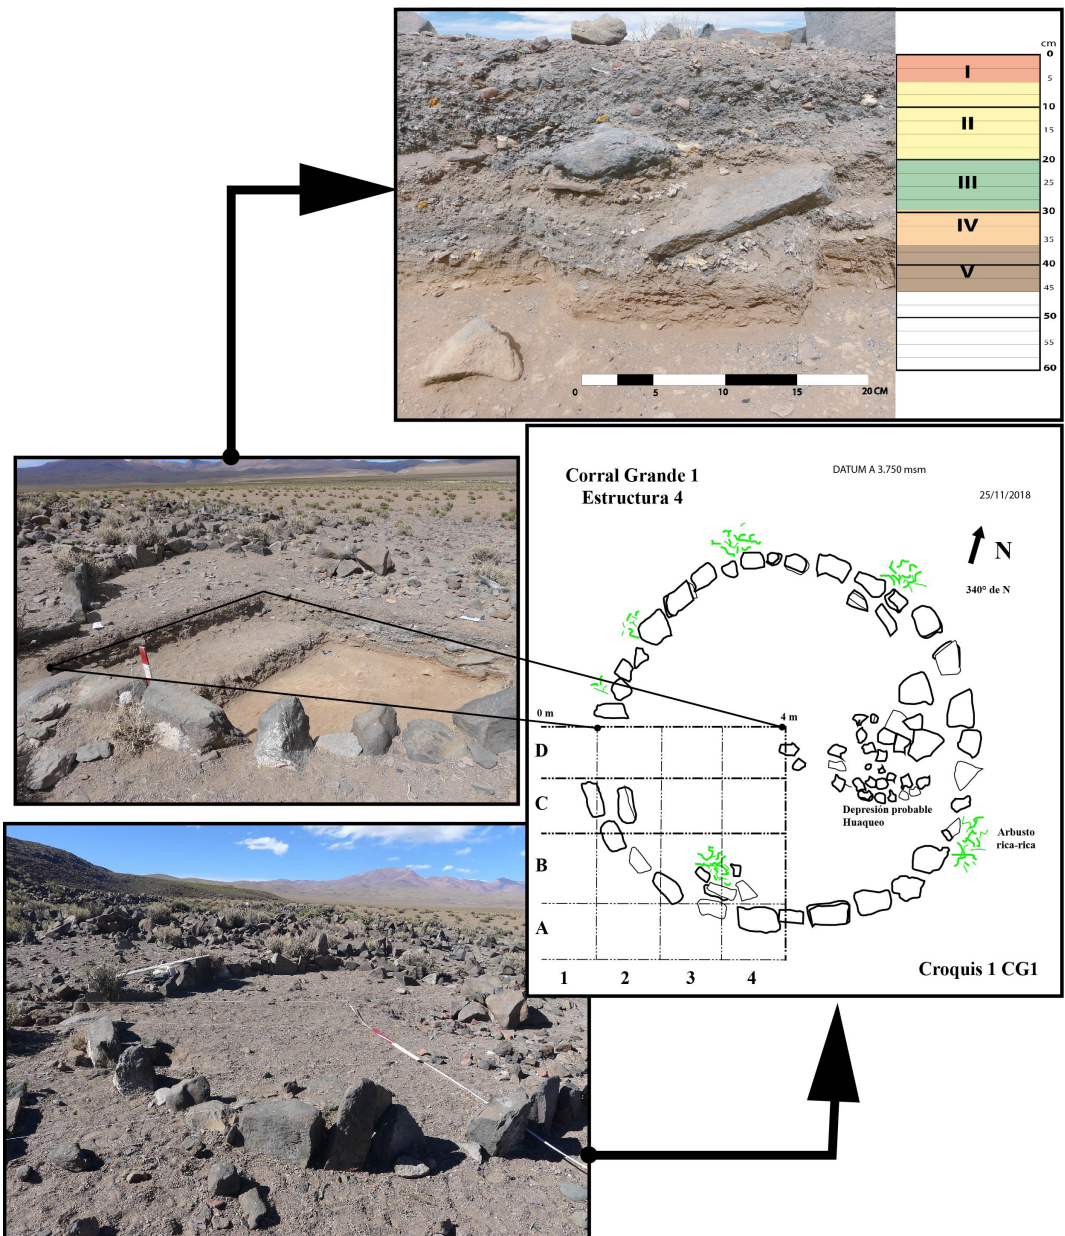 cm
0
I
5
10
II
15
20
III
25
30
IV
35
40
V
45
50
55
60
0 5 10 15 20 CM
Corral Grande 1
Estructura 4
DATUM A 3.750 msm
25/11/2018
N
340° de N
0 m
4 m
D
C
B
A
1 2 3 4
Depresión probable
Huaqueo
Arbusto
rica-rica
Croquis 1 CG1